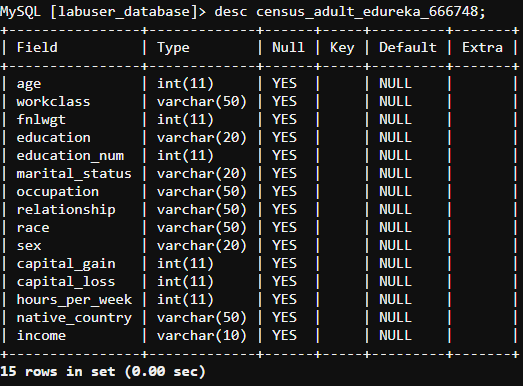 MySQL [labuser_database]> desc census_adult_edureka_666748;
+----------------+-------------+------+-----+---------+-------+
| Field          | Type        | Null | Key | Default | Extra |
+----------------+-------------+------+-----+---------+-------+
| age            | int(11)     | YES  |     | NULL    |       |
| workclass      | varchar(50) | YES  |     | NULL    |       |
| fnlwgt         | int(11)     | YES  |     | NULL    |       |
| education      | varchar(20) | YES  |     | NULL    |       |
| education_num  | int(11)     | YES  |     | NULL    |       |
| marital_status | varchar(20) | YES  |     | NULL    |       |
| occupation     | varchar(50) | YES  |     | NULL    |       |
| relationship   | varchar(50) | YES  |     | NULL    |       |
| race           | varchar(50) | YES  |     | NULL    |       |
| sex            | varchar(20) | YES  |     | NULL    |       |
| capital_gain   | int(11)     | YES  |     | NULL    |       |
| capital_loss   | int(11)     | YES  |     | NULL    |       |
| hours_per_week | int(11)     | YES  |     | NULL    |       |
| native_country | varchar(50) | YES  |     | NULL    |       |
| income         | varchar(10) | YES  |     | NULL    |       |
+----------------+-------------+------+-----+---------+-------+
15 rows in set (0.00 sec)